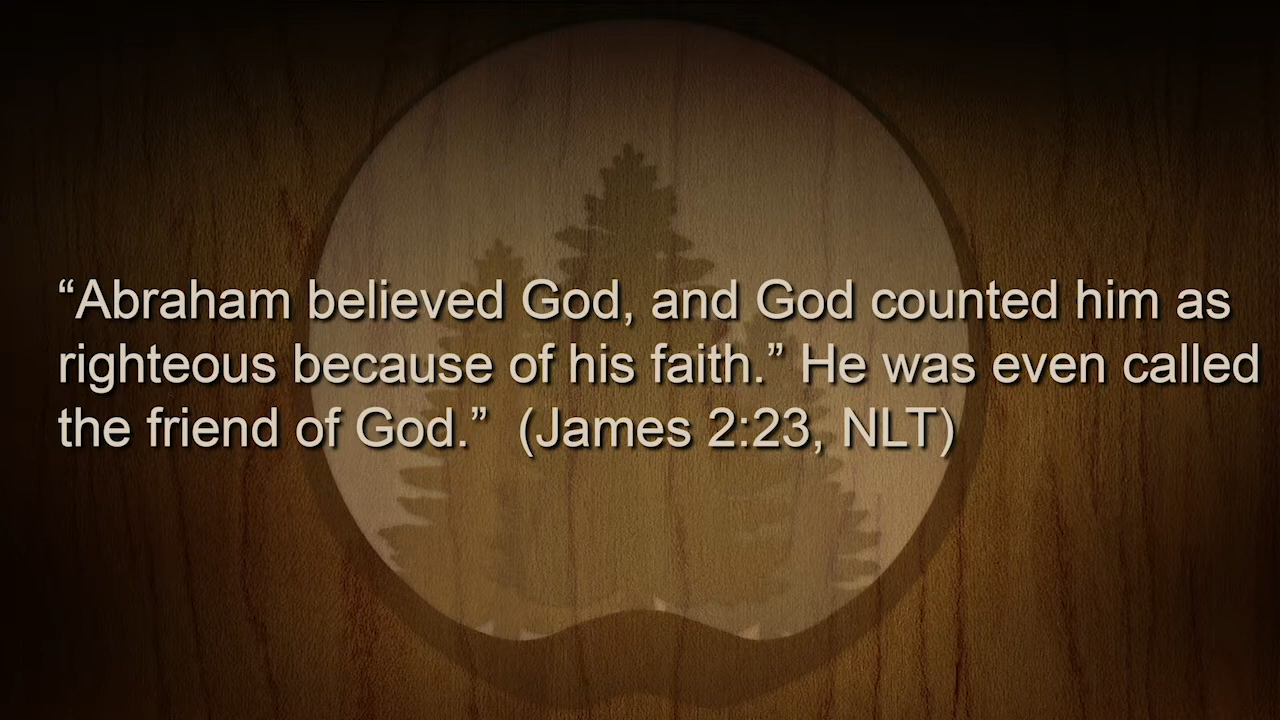 “Abraham believed God, and God counted him as
righteous because of his faith.” He was even called
the friend of God.”  (James 2:23, NLT)